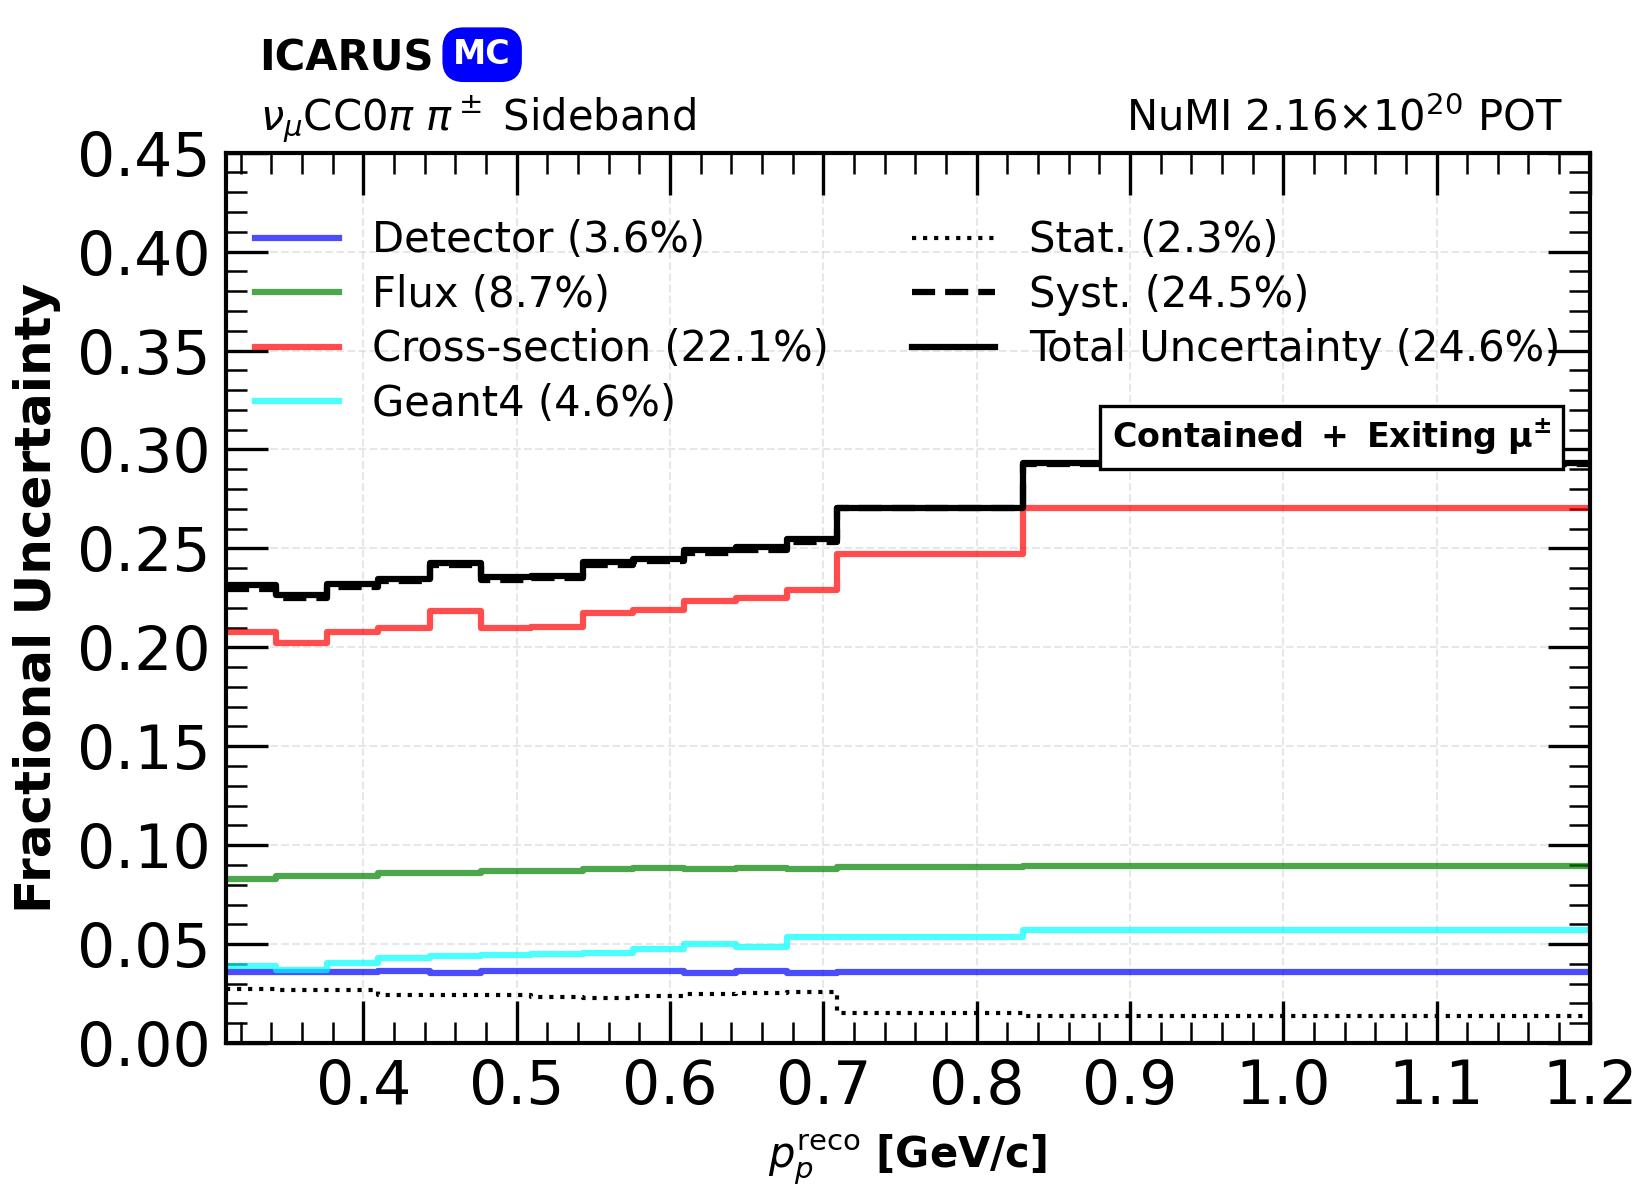 ICARUS MC
νμCC0π π± Sideband
NuMI 2.16×10²⁰ POT
0.45
0.40
0.35
0.30
0.25
0.20
0.15
0.10
0.05
0.00
Fractional Uncertainty
Detector (3.6%)
Flux (8.7%)
Cross-section (22.1%)
Geant4 (4.6%)
Stat. (2.3%)
Syst. (24.5%)
Total Uncertainty (24.6%)
Contained + Exiting μ±
0.4 0.5 0.6 0.7 0.8 0.9 1.0 1.1 1.2
p_p^reco [GeV/c]